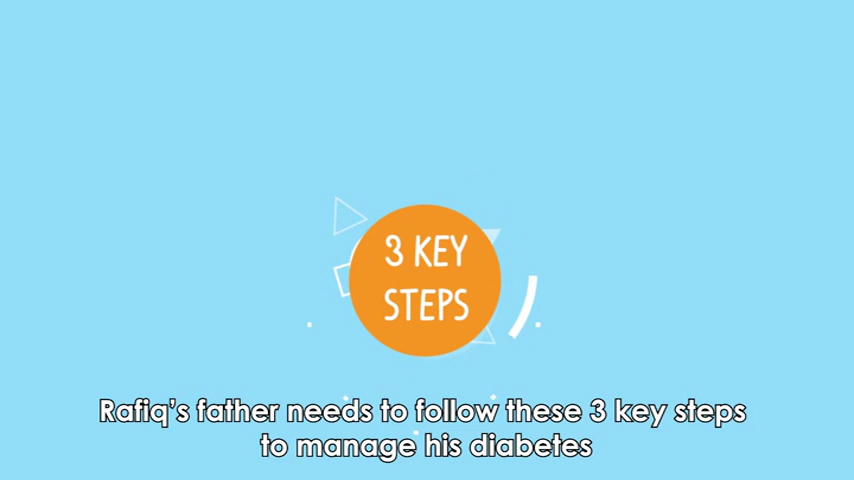 3 KEY
STEPS
Rafiq's father needs to follow these 3 key steps
to manage his diabetes